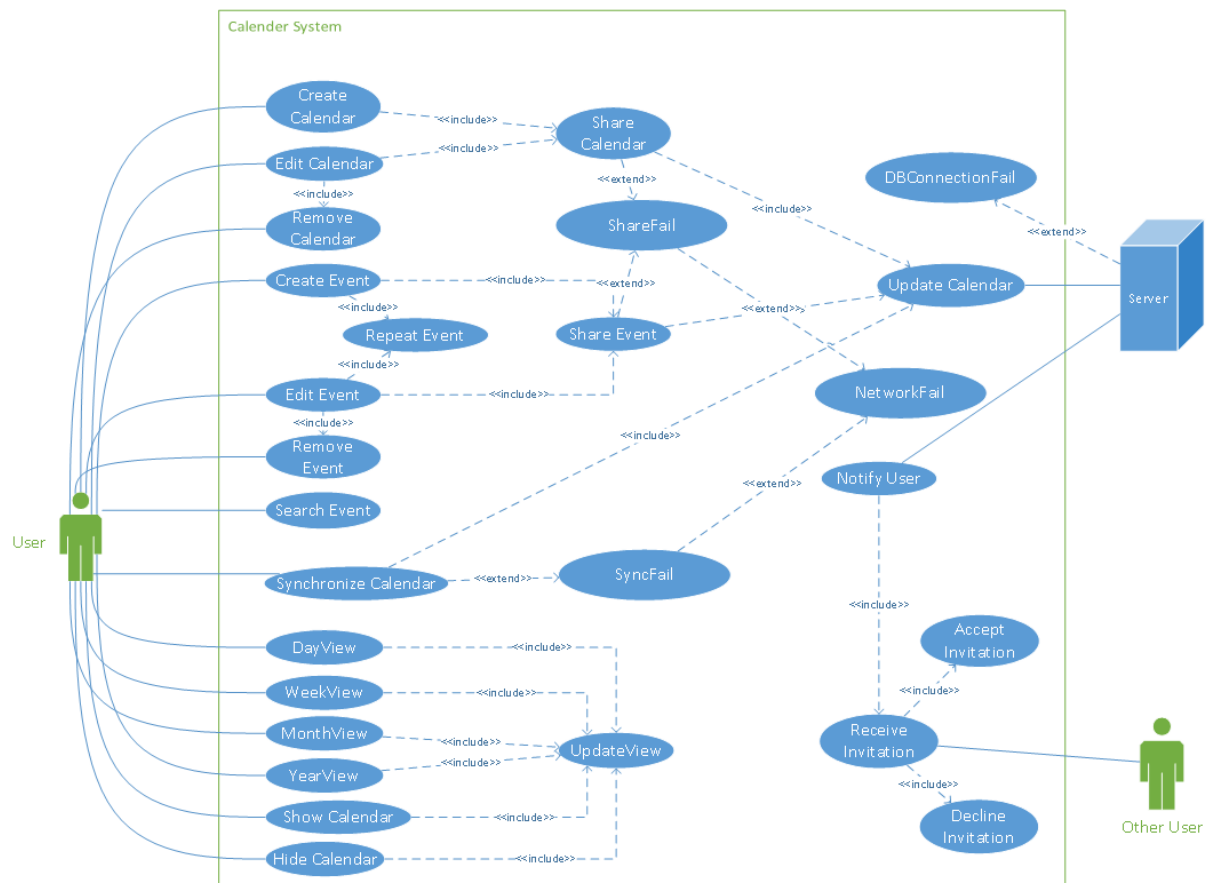 Calender System
Create
Calendar
<<include>>
Share
Calendar
<<include>>
Edit Calendar
<<include>>
<<extend>>
DBConnectionFail
Remove
Calendar
<<include>>
ShareFail
<<extend>>
Create Event
<<include>>
<<extend>>
Update Calendar
Server
<<include>>
<<extend>>
Repeat Event
Share Event
<<include>>
Edit Event
<<include>>
NetworkFail
<<include>>
<<include>>
Remove
Event
Notify User
<<extend>>
Search Event
User
Synchronize Calendar
<<extend>>
SyncFail
<<include>>
Accept
Invitation
DayView
<<include>>
<<include>>
WeekView
<<include>>
MonthView
<<include>>
UpdateView
Receive
Invitation
YearView
<<include>>
<<include>>
Show Calendar
<<include>>
Decline
Invitation
Other User
Hide Calendar
<<include>>